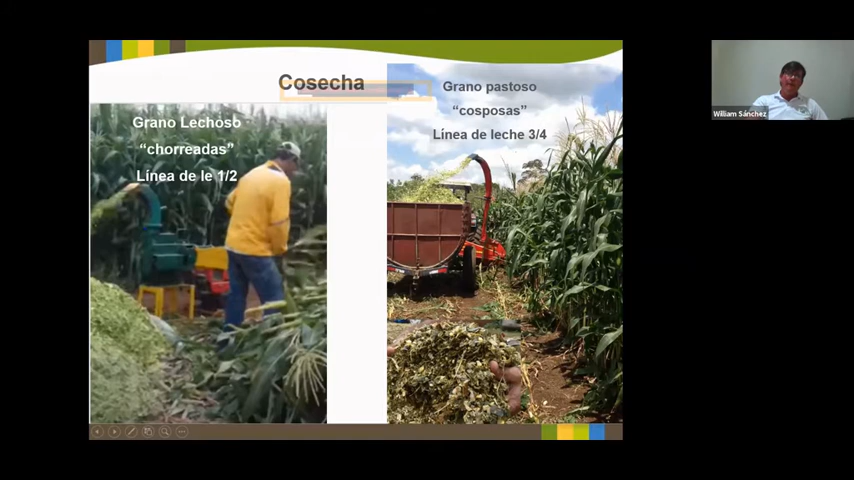 Cosecha
Grano Lechoso
“chorreadas”
Línea de le 1/2
Grano pastoso
“cosposas”
Línea de leche 3/4
William Sánchez